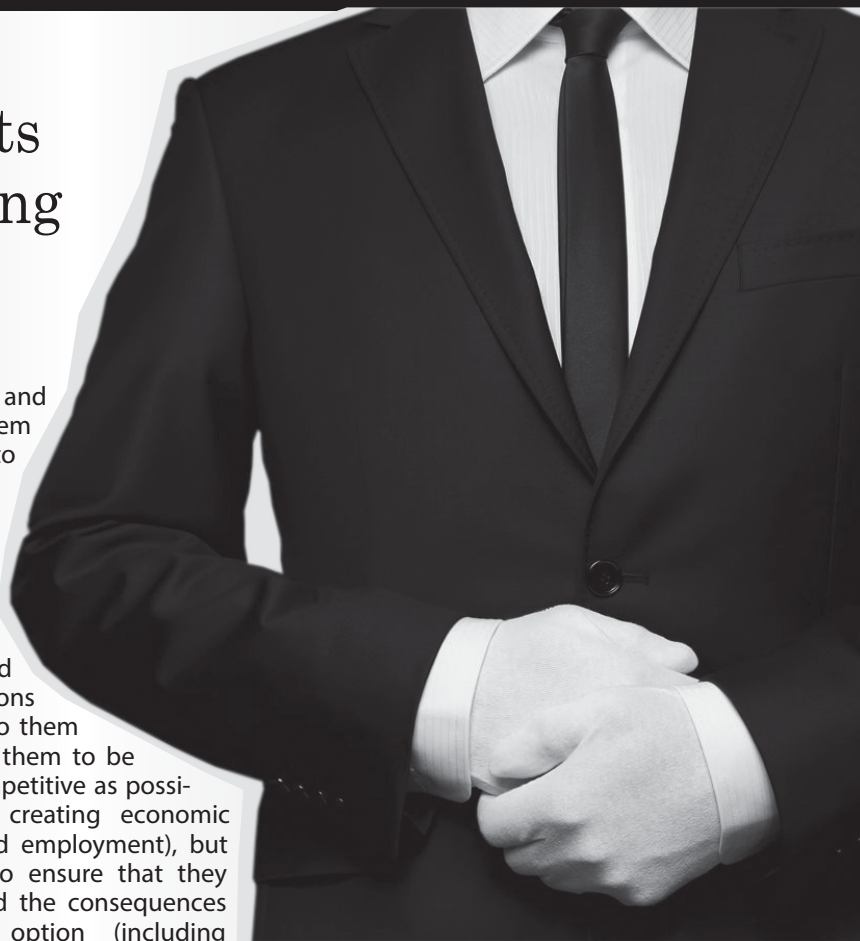 ts
ng
and
em
to
d
ons
o them
them to be
petitive as possi-
creating economic
d employment), but
o ensure that they
d the consequences
option (including